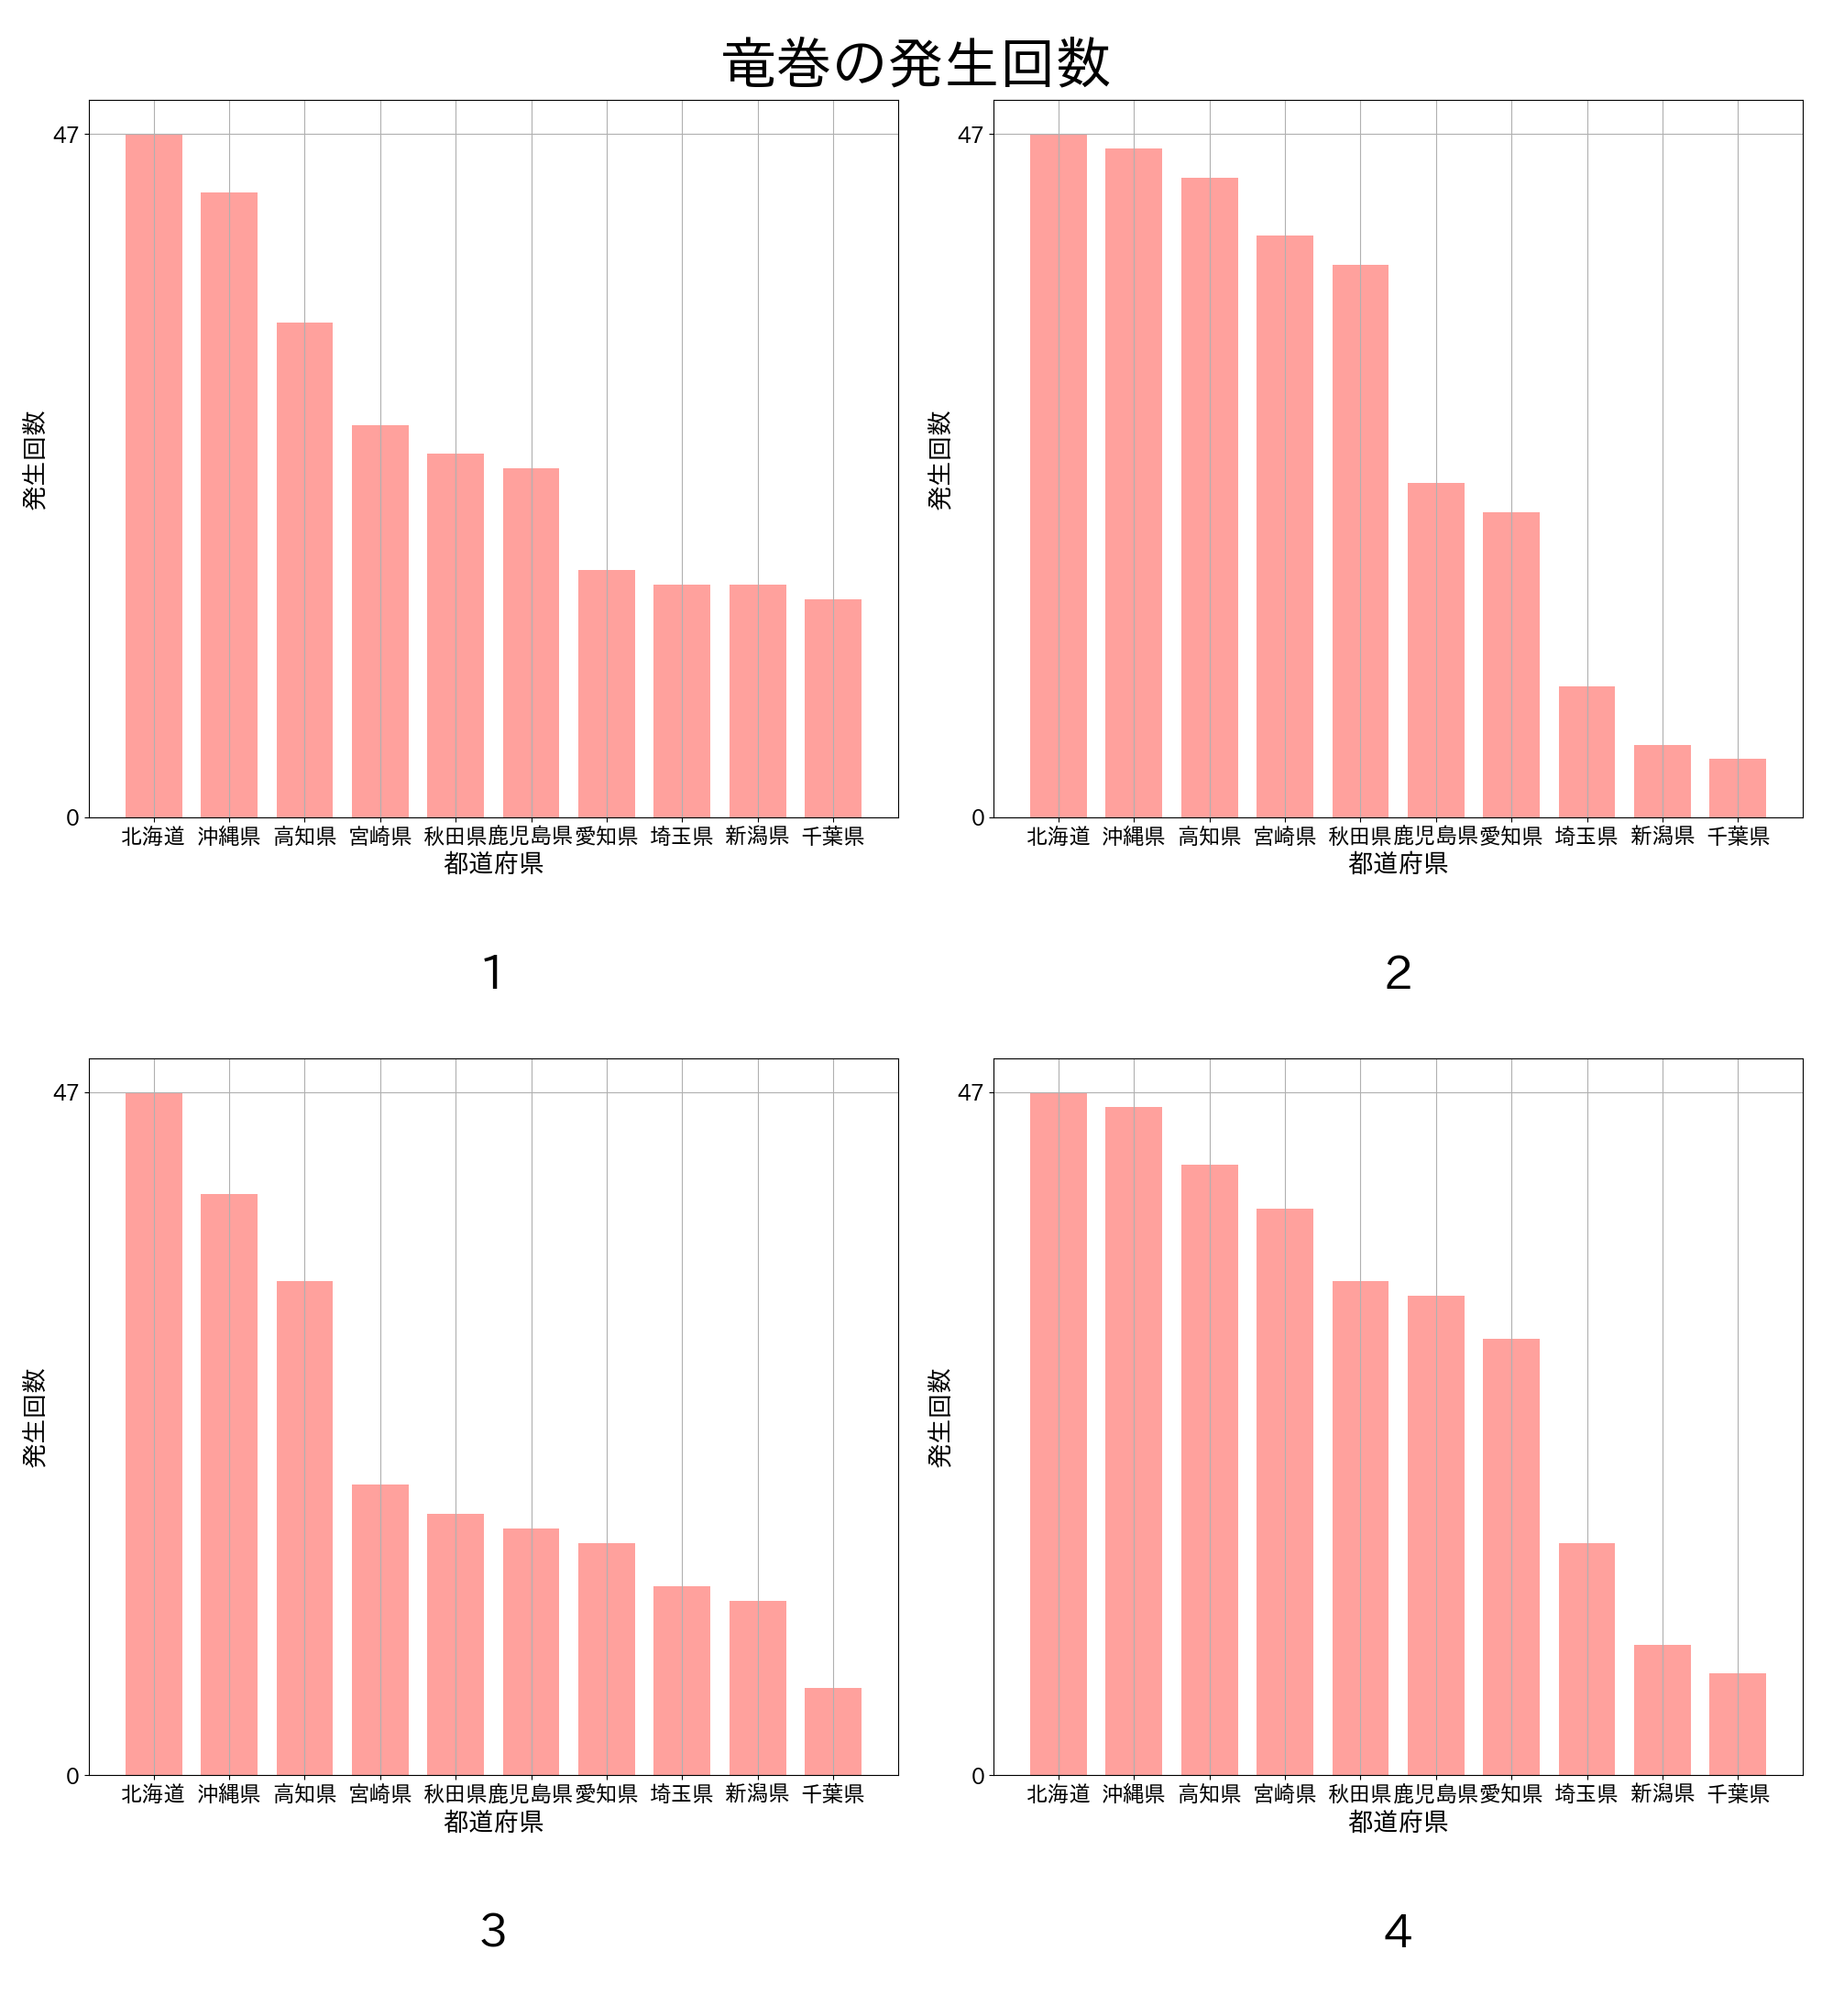 竜巻の発生回数
47
0
発生回数
北海道 沖縄県 高知県 宮崎県 秋田県 鹿児島県 愛知県 埼玉県 新潟県 千葉県
都道府県
1
47
0
発生回数
北海道 沖縄県 高知県 宮崎県 秋田県 鹿児島県 愛知県 埼玉県 新潟県 千葉県
都道府県
2
47
0
発生回数
北海道 沖縄県 高知県 宮崎県 秋田県 鹿児島県 愛知県 埼玉県 新潟県 千葉県
都道府県
3
47
0
発生回数
北海道 沖縄県 高知県 宮崎県 秋田県 鹿児島県 愛知県 埼玉県 新潟県 千葉県
都道府県
4